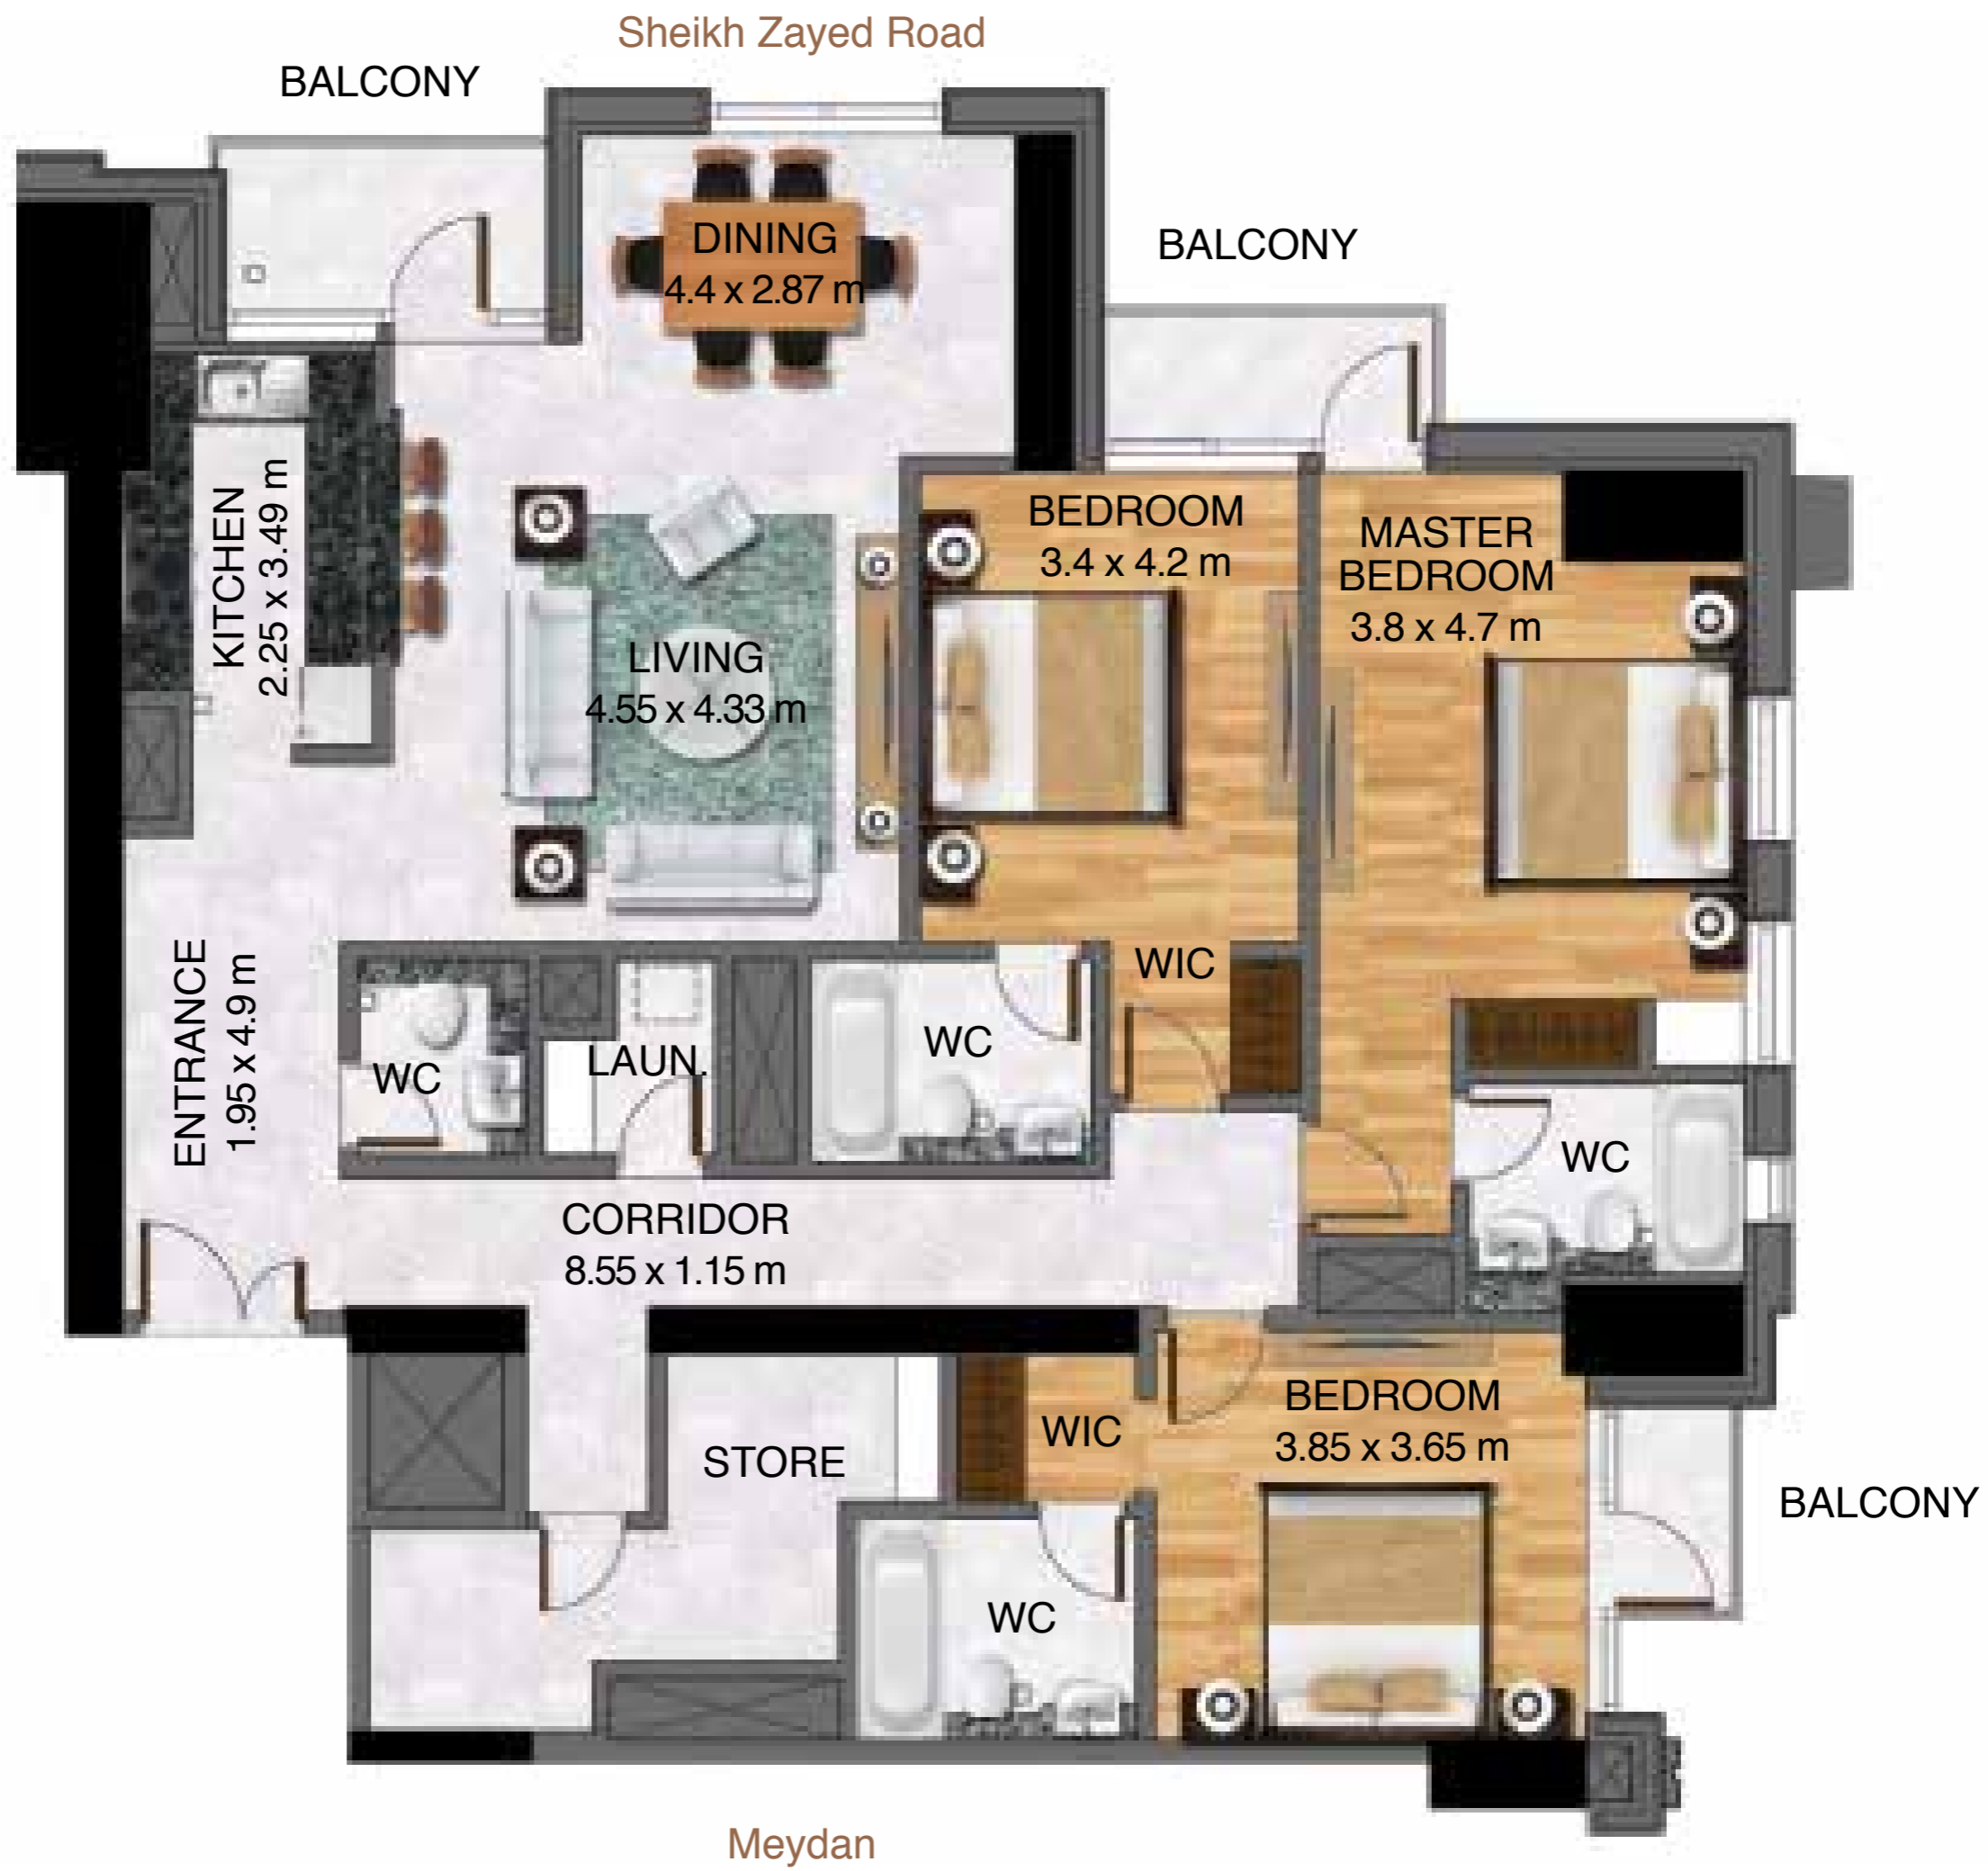 Sheikh Zayed Road
BALCONY
DINING
4.4 x 2.87 m
BALCONY
KITCHEN
2.25 x 3.49 m
BEDROOM
3.4 x 4.2 m
MASTER
BEDROOM
3.8 x 4.7 m
LIVING
4.55 x 4.33 m
ENTRANCE
1.95 x 4.9 m
WC
LAUN.
WC
WIC
WC
CORRIDOR
8.55 x 1.15 m
STORE
WIC
BEDROOM
3.85 x 3.65 m
BALCONY
WC
Meydan